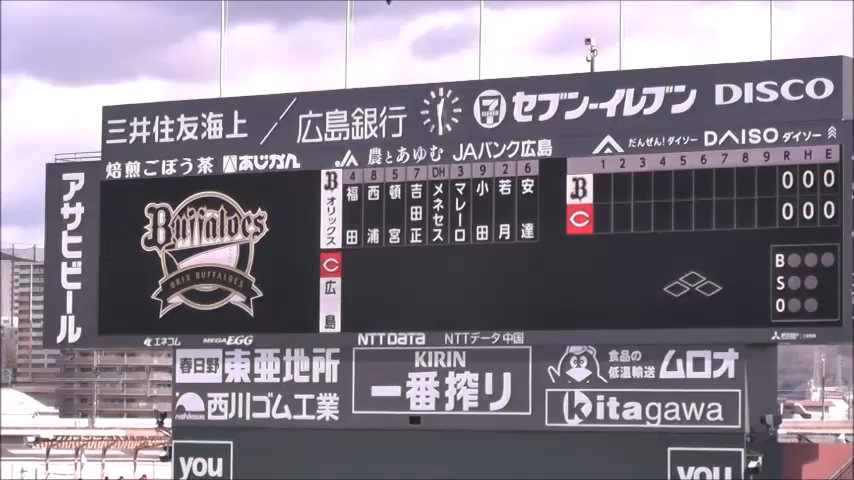 三井住友海上
広島銀行
セブン-イレブン
DISCO
焙煎ごぼう茶 あじかん
農とあゆむ JAバンク広島
だんぜん!ダイソー DAISO ダイソー
アサヒビール
Buffaloes
ORIX BUFFALOES
B オリックス
4 福田
8 西浦
5 頓宮
7 吉田正
DH メネセス
3 マレーロ
9 小田
2 若月
6 安達
C 広島
1 2 3 4 5 6 7 8 9 R H E
B 0 0 0
C 0 0 0
B
S
O
エネコム
MEGAEGG
NTT DATA NTTデータ中国
春日野 東亜地所
KIRIN
一番搾り
食品の
低温輸送 ムロオ
nishikawa 西川ゴム工業
kitagawa
you
you